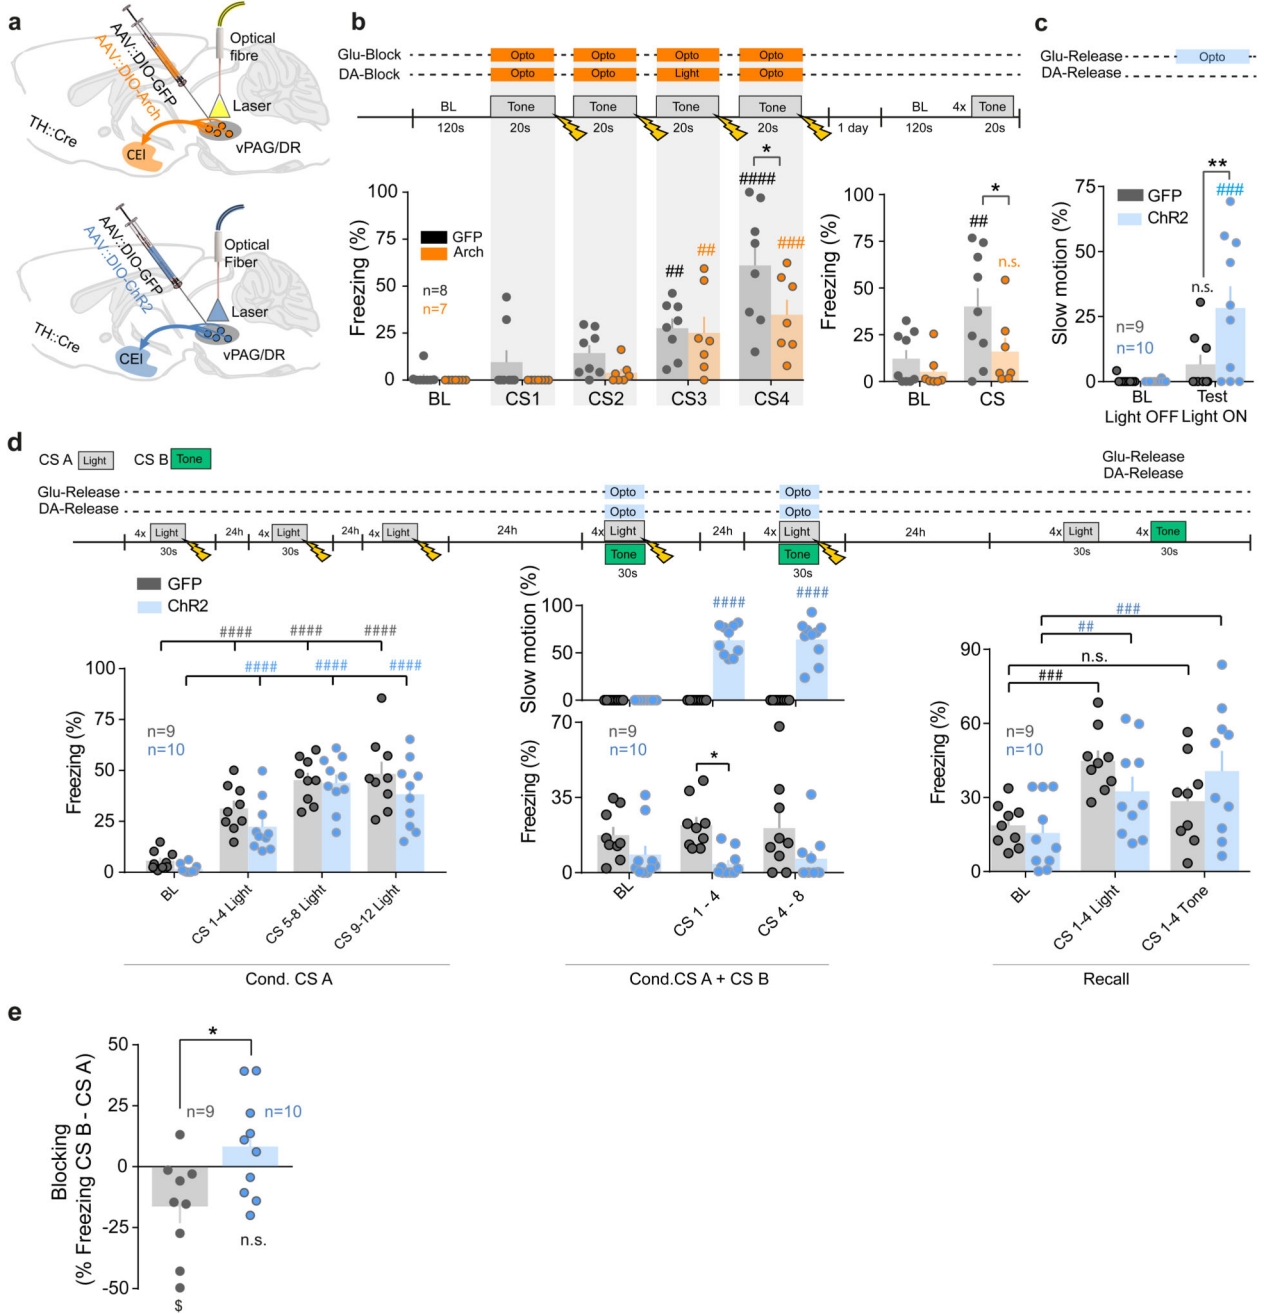 a
AAV::DIO-GFP
AAV::DIO-Arch
Optical
fibre
Laser
TH::Cre
CEl
vPAG/DR
AAV::DIO-GFP
AAV::DIO-ChR2
Optical
Fiber
Laser
TH::Cre
CEl
vPAG/DR
b
Glu-Block Opto Opto Opto Opto
DA-Block Opto Opto Light Opto
BL Tone Tone Tone Tone BL 4x Tone
120s 20s 20s 20s 20s 1 day 120s 20s
Freezing (%)
100
75
50
25
0
GFP
Arch
n=8
n=7
## ## #### * ###
BL CS1 CS2 CS3 CS4
Freezing (%)
100
75
50
25
0
## * n.s.
BL CS
c
Glu-Release Opto
DA-Release
Slow motion (%)
75
50
25
0
GFP
ChR2
** ###
n.s.
n=9
n=10
BL Test
Light OFF Light ON
d
CS A Light CS B Tone
Glu-Release
DA-Release
Glu-Release Opto Opto
DA-Release Opto Opto
4x Light 24h 4x Light 24h 4x Light 24h 4x Light 24h 4x Light 24h 4x Light 4x Tone
Tone Tone
30s 30s 30s 30s 30s 30s
GFP
ChR2
#### #### ####
#### #### ####
Freezing (%)
100
75
50
25
0
n=9
n=10
BL
CS 1-4 Light
CS 5-8 Light
CS 9-12 Light
Cond. CS A
Slow motion (%)
100
50
0
#### ####
Freezing (%)
70
35
0
n=9
n=10
*
BL
CS 1 - 4
CS 4 - 8
Cond.CS A + CS B
Freezing (%)
90
60
30
0
###
##
n.s.
###
n=9
n=10
BL
CS 1-4 Light
CS 1-4 Tone
Recall
e
Blocking
(% Freezing CS B - CS A)
50
25
0
-25
-50
*
n=9 n=10
n.s.
$